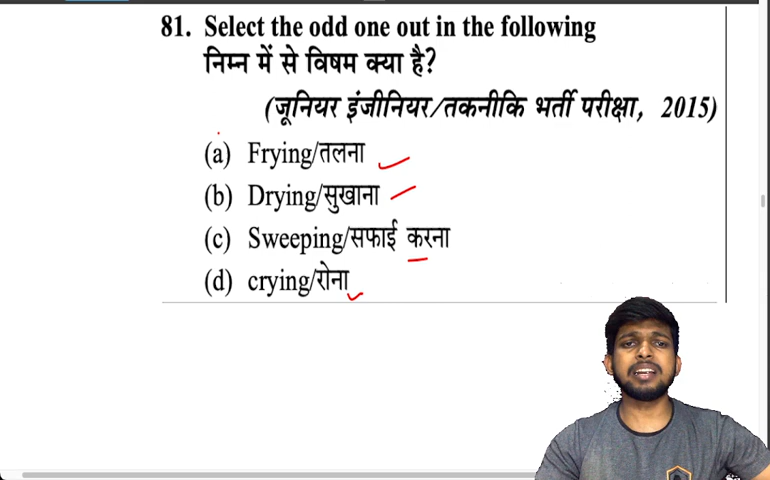 81. Select the odd one out in the following
निम्न में से विषम क्या है?
(जूनियर इंजीनियर/तकनीकि भर्ती परीक्षा, 2015)
(a) Frying/तलना
(b) Drying/सुखाना
(c) Sweeping/सफाई करना
(d) crying/रोना